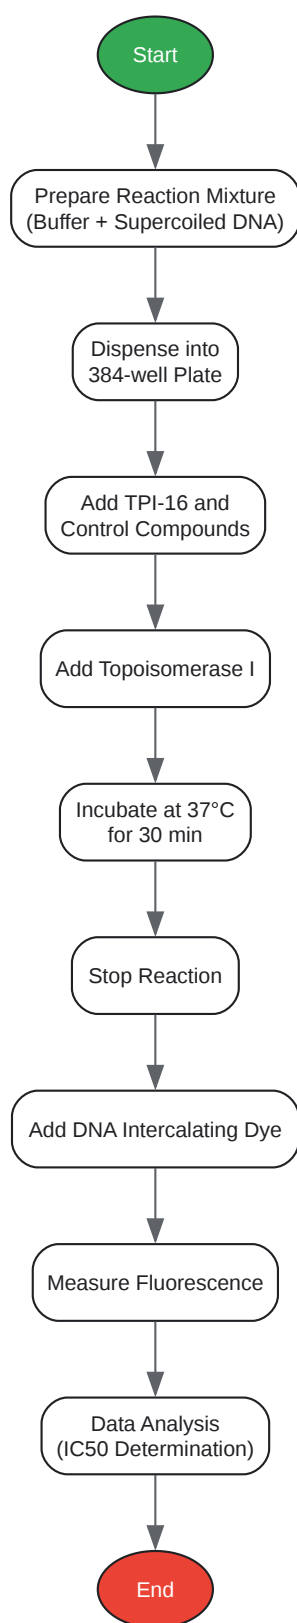 Start
Prepare Reaction Mixture
(Buffer + Supercoiled DNA)
Dispense into
384-well Plate
Add TPI-16 and
Control Compounds
Add Topoisomerase I
Incubate at 37°C
for 30 min
Stop Reaction
Add DNA Intercalating Dye
Measure Fluorescence
Data Analysis
(IC50 Determination)
End